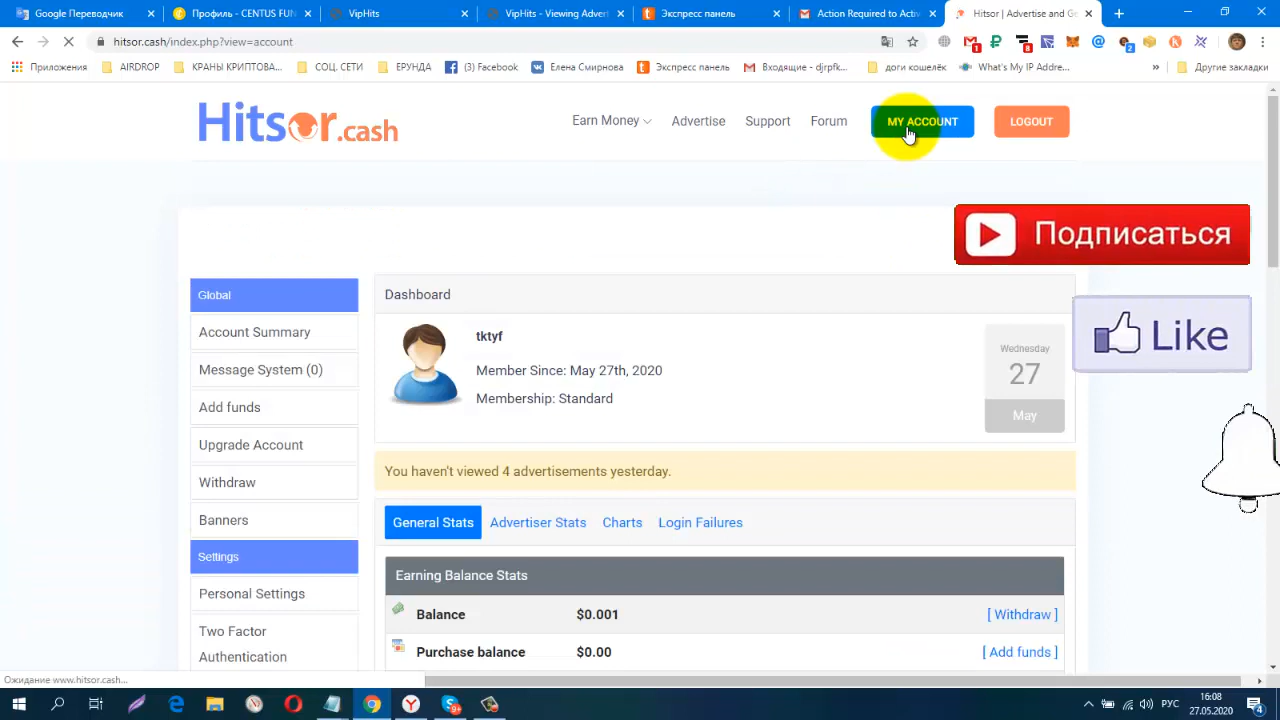 Google Переводчик
Профиль - CENTUS FUN
VipHits
VipHits - Viewing Adver
Экспресс панель
Action Required to Activ
Hitsor | Advertise and Ge
hitsor.cash/index.php?view=account
1
8
2
Приложения
AIRDROP
КРАНЫ КРИПТОВА...
СОЦ. СЕТИ
ЕРУНДА
(3) Facebook
Елена Смирнова
Экспресс панель
Входящие - djrpfk...
доги кошелёк
What's My IP Addre...
»
Другие закладки
Hitsor.cash
Earn Money
Advertise
Support
Forum
MY ACCOUNT
LOGOUT
Подписаться
Like
Global
Account Summary
Message System (0)
Add funds
Upgrade Account
Withdraw
Banners
Settings
Personal Settings
Two Factor
Authentication
Dashboard
tktyf
Member Since: May 27th, 2020
Membership: Standard
Wednesday
27
May
You haven't viewed 4 advertisements yesterday.
General Stats
Advertiser Stats
Charts
Login Failures
Earning Balance Stats
Balance $0.001 [ Withdraw ]
Purchase balance $0.00 [ Add funds ]
Ожидание www.hitsor.cash...
РУС
16:08
27.05.2020
4